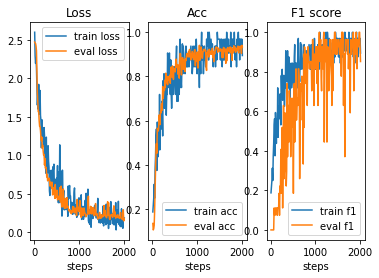 Loss
Acc
F1 score
2.5
2.0
1.5
1.0
0.5
0.0
train loss
eval loss
0
1000
2000
steps
1.0
0.8
0.6
0.4
0.2
train acc
eval acc
0
1000
2000
steps
1.0
0.8
0.6
0.4
0.2
0.0
train f1
eval f1
0
1000
2000
steps